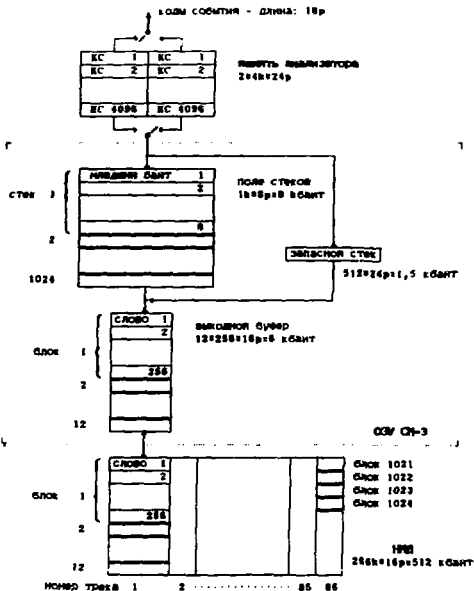 коды события - длина: 18р
КС 1 КС 1
КС 2 КС 2
КС 4096 КС 4096
память анализатора
2*4k*24р
младший байт 1
2
8
стек 1
2
1024
поле стеков
1k*8р=8 кбайт
запасной стек
512*24р=1,5 кбайт
слово 1
2
256
блок 1
2
12
выходной буфер
12*256*16р=6 кбайт
ОЗУ СМ-3
слово 1
2
256
блок 1
2
12
блок 1021
блок 1022
блок 1023
блок 1024
НМД
256k*16р=512 кбайт
номер трека 1 2 85 86